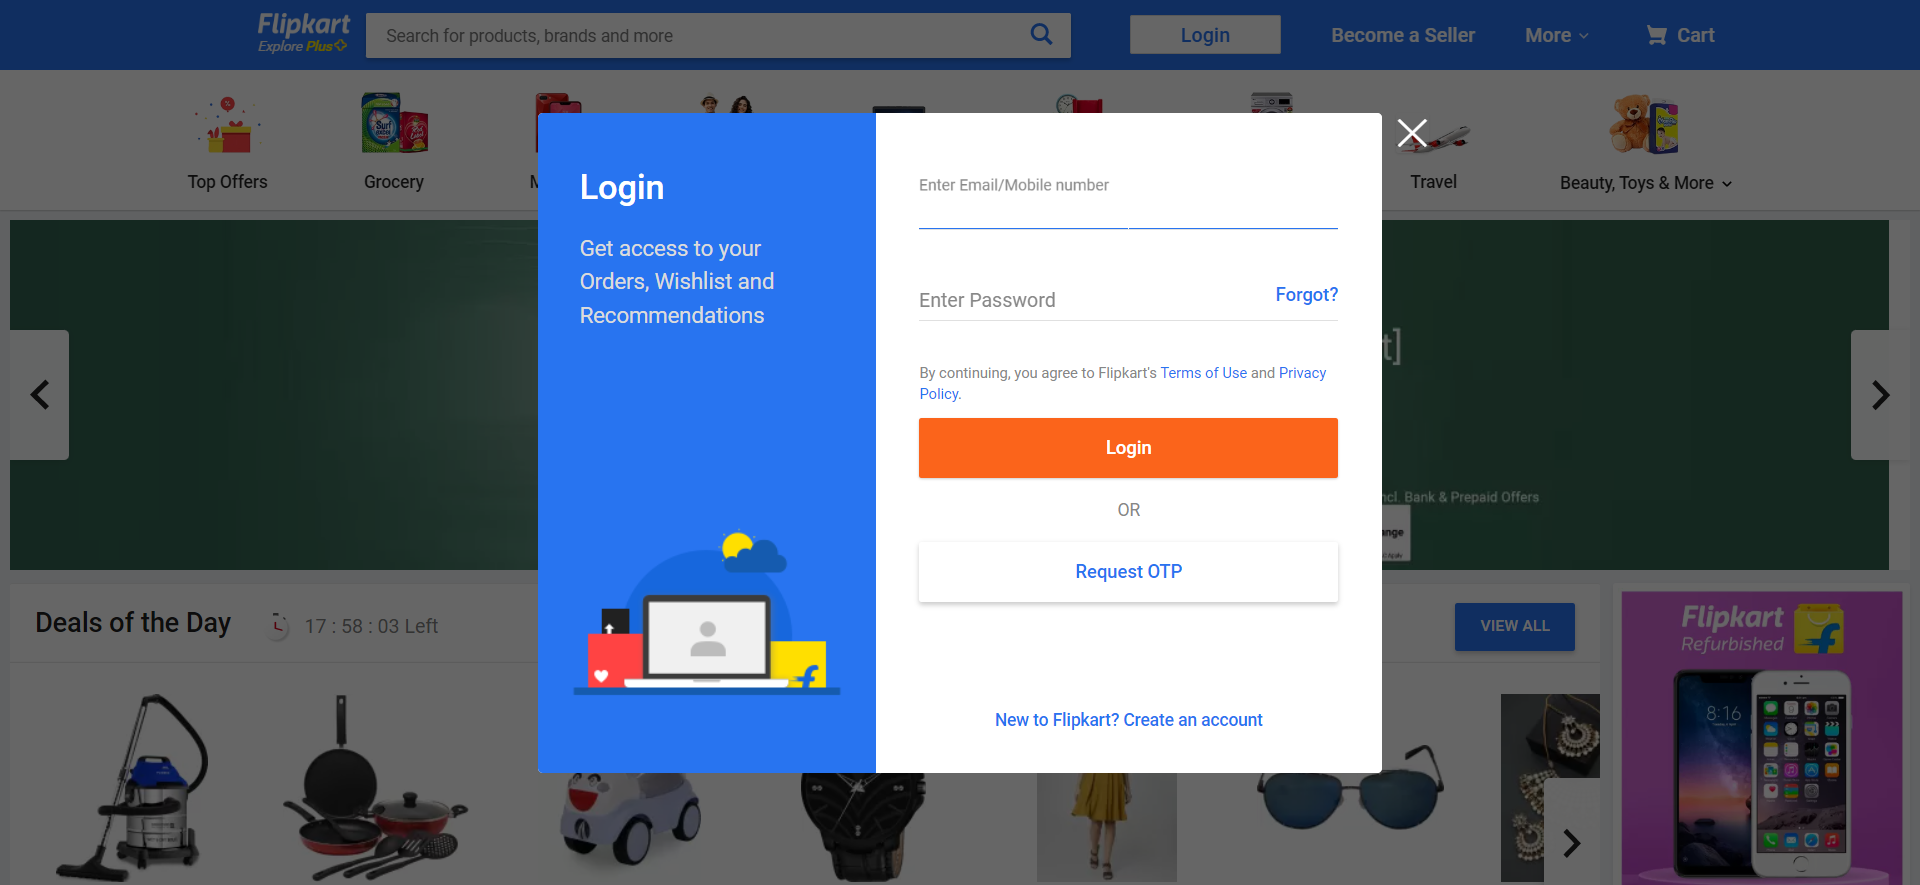 Flipkart
Explore Plus
Search for products, brands and more
Login
Become a Seller
More
Cart
Top Offers
Grocery
Travel
Beauty, Toys & More
Login
Get access to your
Orders, Wishlist and
Recommendations
Enter Email/Mobile number
Enter Password
Forgot?
By continuing, you agree to Flipkart's Terms of Use and Privacy
Policy.
Login
OR
Request OTP
New to Flipkart? Create an account
t]
ncl. Bank & Prepaid Offers
Deals of the Day
17 : 58 : 03 Left
VIEW ALL
Flipkart
Refurbished
8:16